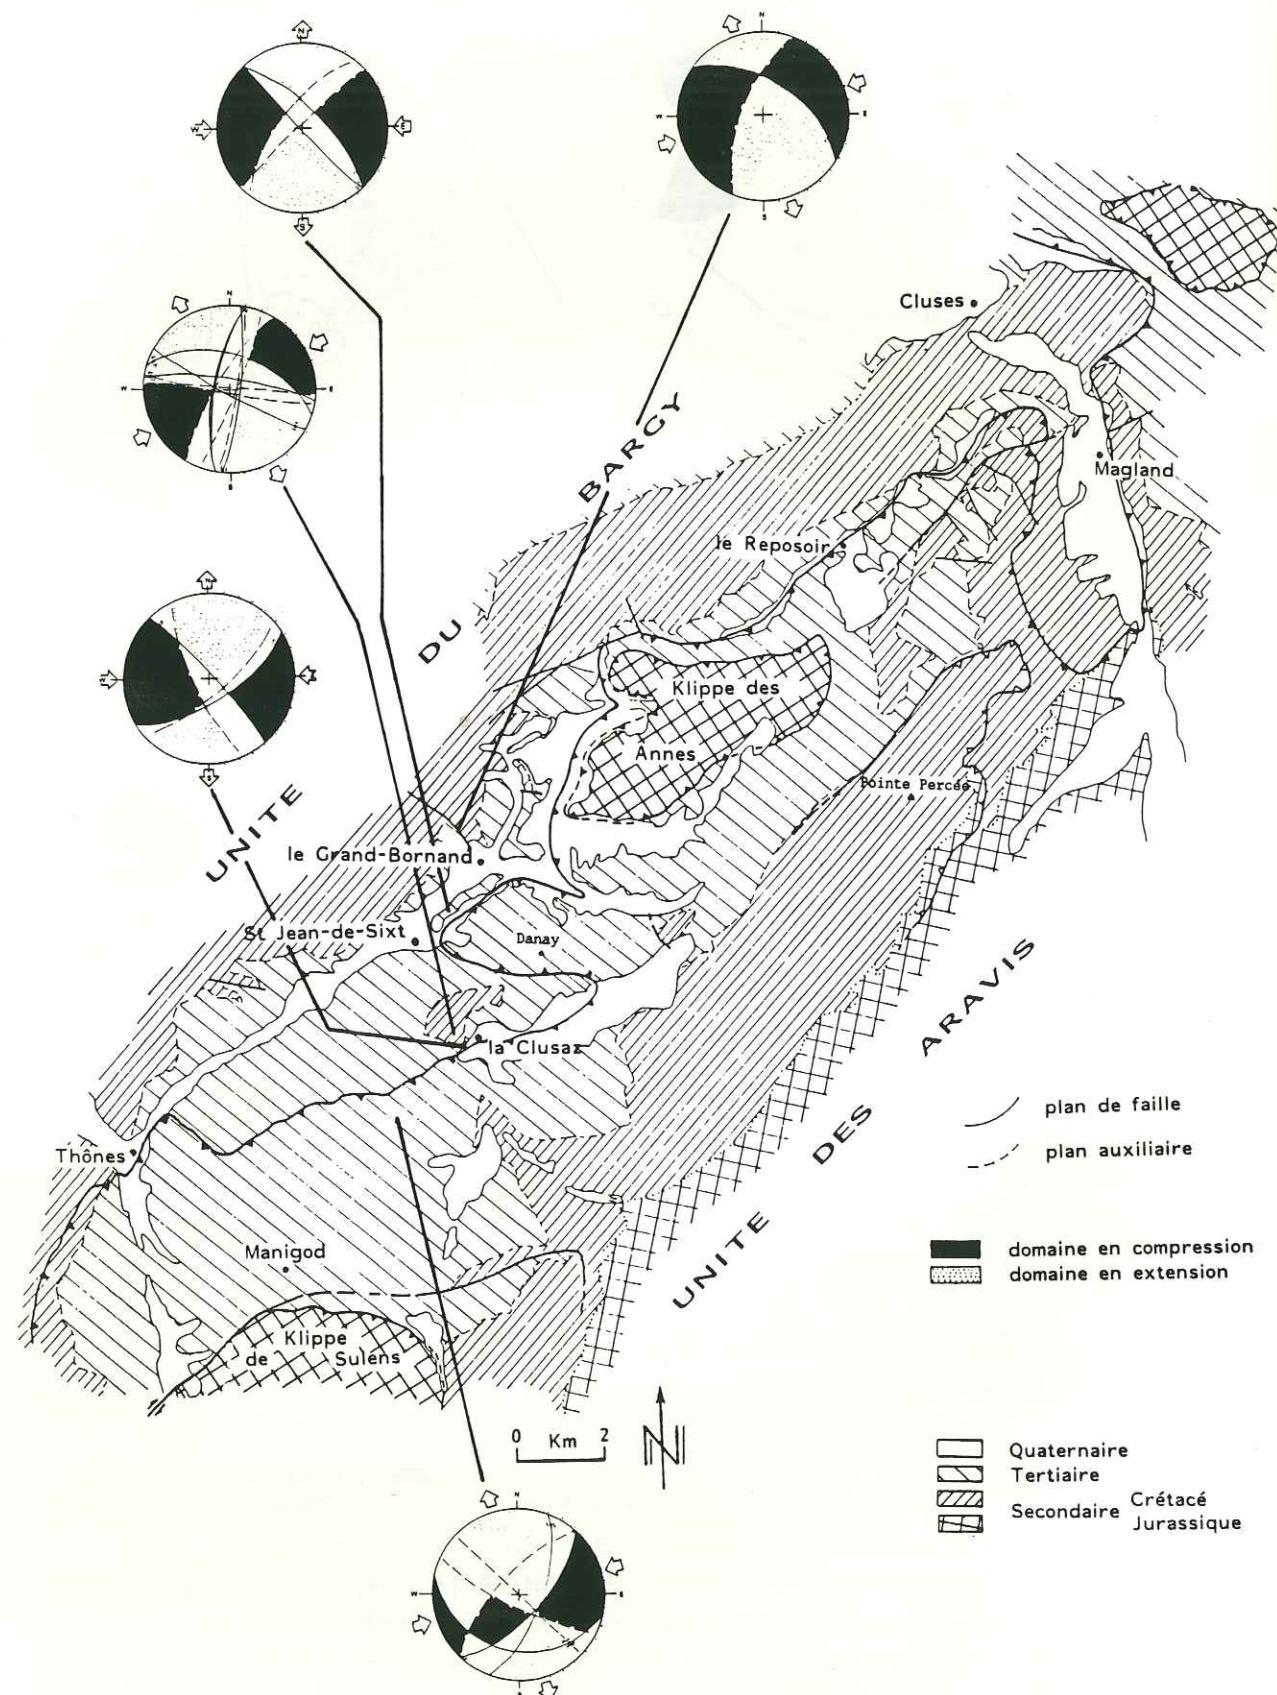 N
W
E
S
N
W
E
S
Cluses
BARGY
Magland
N
W
E
S
le Reposoir
DU
N
S
Klippe des
Annes
Pointe Percée
UNITE
le Grand-Bornand
St Jean-de-Sixt
Danay
ARAVIS
la Clusaz
plan de faille
DES
Thônes
plan auxiliaire
UNITE
Manigod
domaine en compression
domaine en extension
Klippe
de Sulens
0 Km 2
N
Quaternaire
Tertiaire
Secondaire Crétacé
Jurassique
N
W
E
S